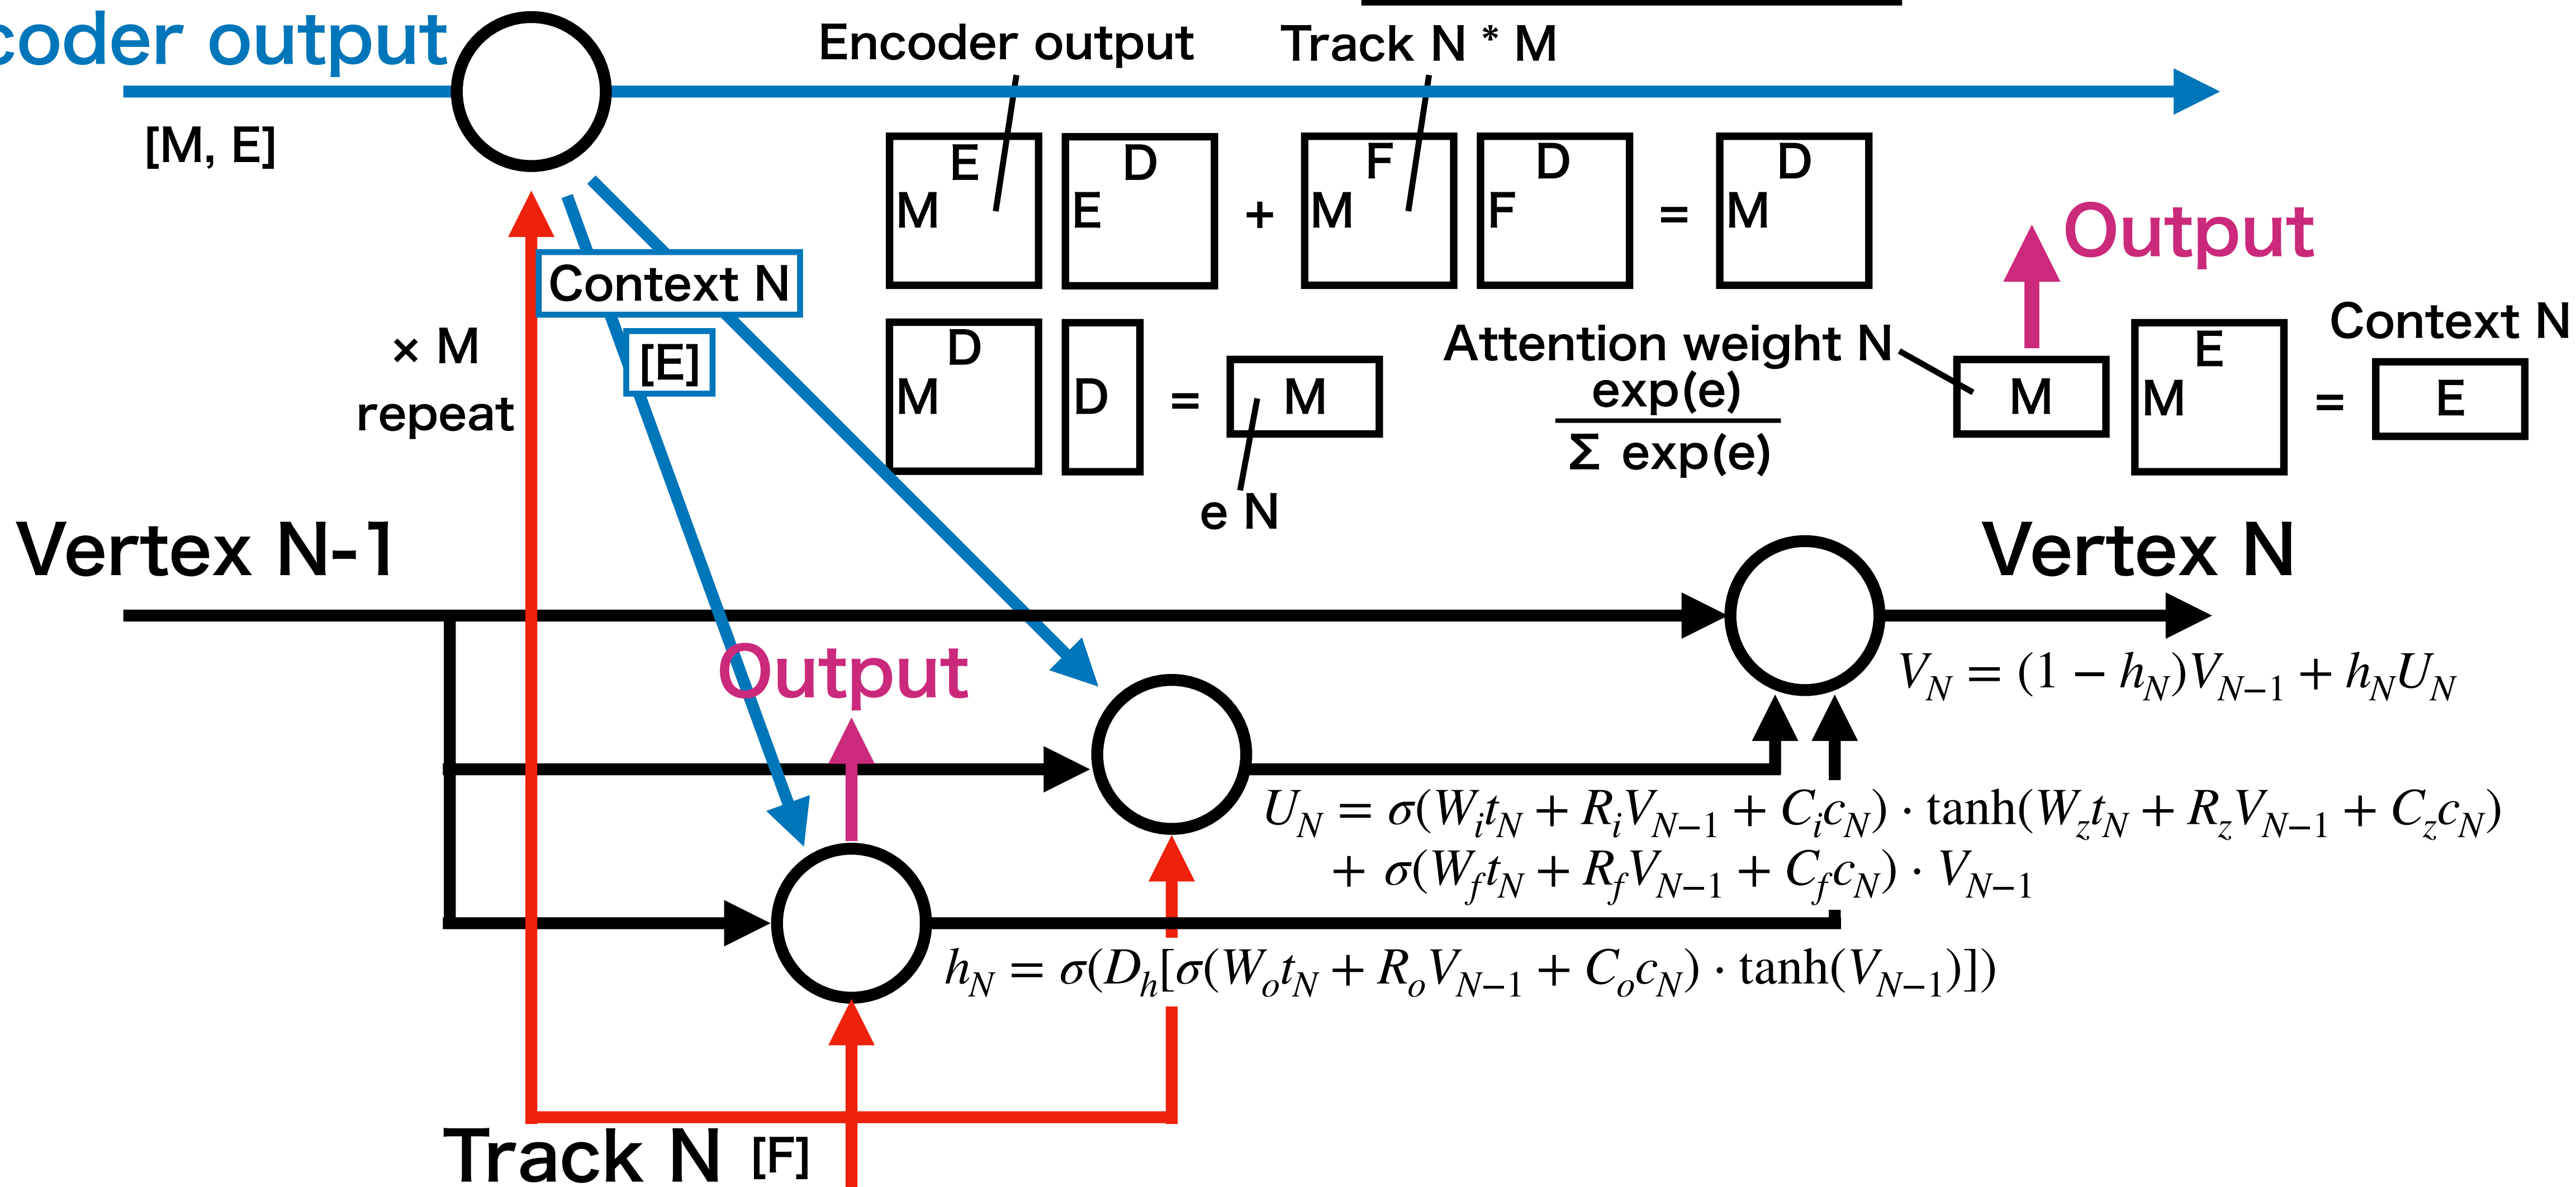 coder output
Encoder output
Track N * M
[M, E]
E
M
D
E
+
F
M
D
F
=
D
M
Output
Context N
[E]
× M
repeat
D
M
D
=
M
e N
Attention weight N
exp(e)
Σ exp(e)
M
E
M
=
Context N
E
Vertex N-1
Vertex N
V_N = (1 − h_N)V_{N−1} + h_N U_N
Output
U_N = σ(W_i t_N + R_i V_{N−1} + C_i c_N) · tanh(W_z t_N + R_z V_{N−1} + C_z c_N)
+ σ(W_f t_N + R_f V_{N−1} + C_f c_N) · V_{N−1}
h_N = σ(D_h[σ(W_o t_N + R_o V_{N−1} + C_o c_N) · tanh(V_{N−1})])
Track N [F]